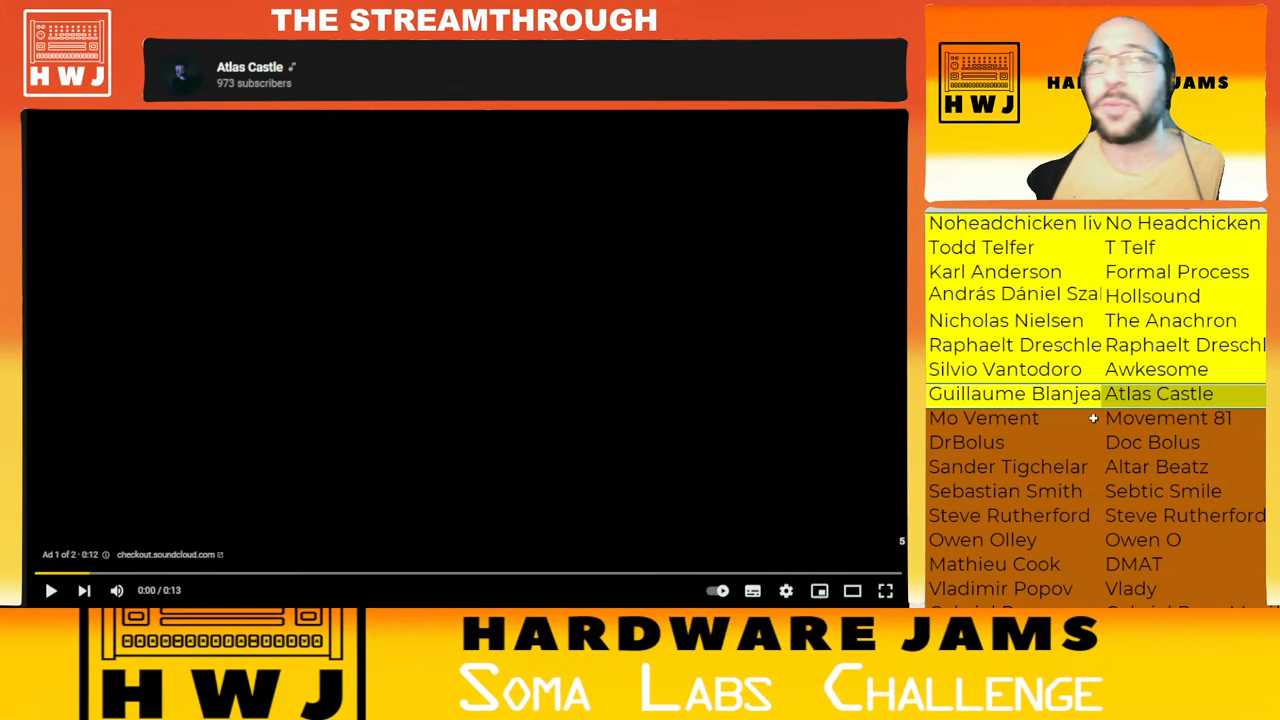 THE STREAMTHROUGH
HWJ
Atlas Castle
973 subscribers
HWJ
HARD JAMS
Noheadchicken liv No Headchicken
Todd Telfer T Telf
Karl Anderson Formal Process
András Dániel Sza Hollsound
Nicholas Nielsen The Anachron
Raphaelt Dreschle Raphaelt Dreschl
Silvio Vantodoro Awkesome
Guillaume Blanjea Atlas Castle
Mo Vement Movement 81
DrBolus Doc Bolus
Sander Tigchelar Altar Beatz
Sebastian Smith Sebtic Smile
Steve Rutherford Steve Rutherford
Owen Olley Owen O
Mathieu Cook DMAT
Vladimir Popov Vlady
5
Ad 1 of 2 · 0:12 checkout.soundcloud.com
0:00 / 0:13
HWJ
HARDWARE JAMS
SOMA LABS CHALLENGE